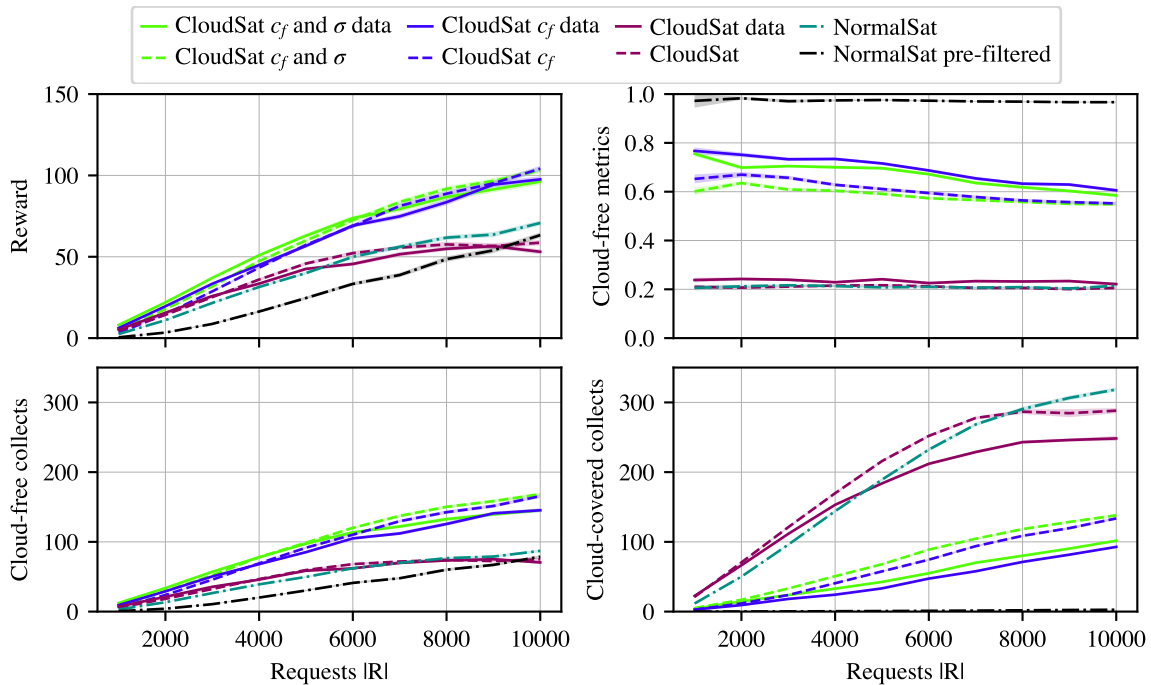 CloudSat c_f and σ data CloudSat c_f data CloudSat data NormalSat
CloudSat c_f and σ CloudSat c_f CloudSat NormalSat pre-filtered
Reward
150
100
50
0
Cloud-free metrics
1.0
0.8
0.6
0.4
0.2
0.0
Cloud-free collects
300
200
100
0
2000 4000 6000 8000 10000
Requests |R|
Cloud-covered collects
300
200
100
0
2000 4000 6000 8000 10000
Requests |R|